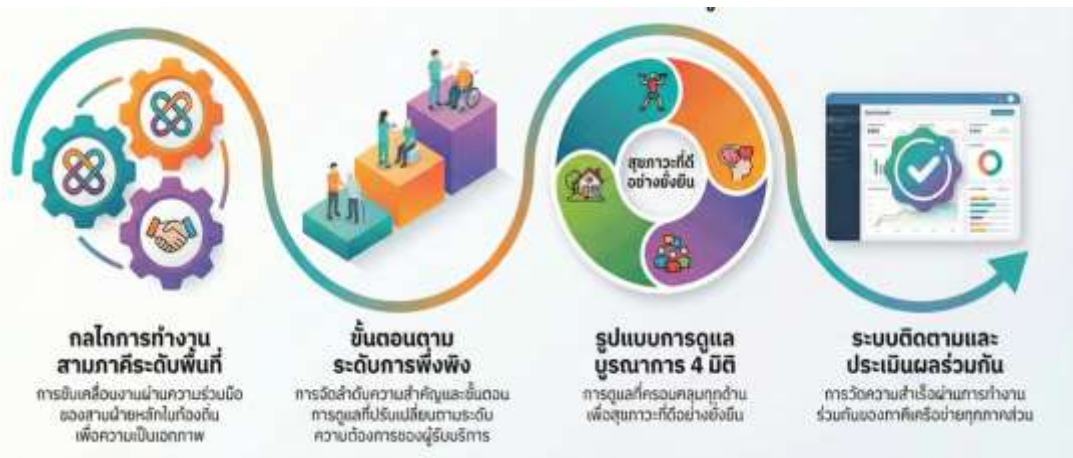 สุขภาวะที่ดี
อย่างยั่งยืน
กลไกการทำงาน
สามภาคีระดับพื้นที่
การขับเคลื่อนงานผ่านความร่วมมือ
ของสามฝ่ายหลักในท้องถิ่น
เพื่อความเป็นเอกภาพ
ขั้นตอนตาม
ระดับการพึ่งพิง
การจัดลำดับความสำคัญและขั้นตอน
การดูแลที่ปรับเปลี่ยนตามระดับ
ความต้องการของผู้รับบริการ
รูปแบบการดูแล
บูรณาการ 4 มิติ
การดูแลที่ครอบคลุมทุกด้าน
เพื่อสุขภาวะที่ดีอย่างยั่งยืน
ระบบติดตามและ
ประเมินผลร่วมกัน
การวัดความสำเร็จผ่านการทำงาน
ร่วมกันของภาคีเครือข่ายทุกภาคส่วน